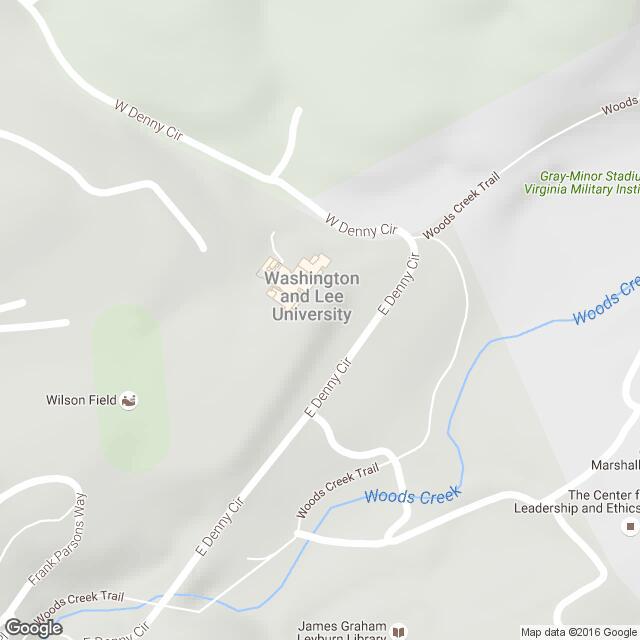 W Denny Cir
Woods
Gray-Minor Stadiu
Virginia Military Insti
Woods Creek Trail
W Denny Cir
Washington
and Lee
University
E Denny Cir
Woods Cre
E Denny Cir
Wilson Field
Woods Creek Trail
Woods Creek
Marshall
The Center f
Leadership and Ethics
E Denny Cir
Frank Parsons Way
Woods Creek Trail
E Denny Cir
James Graham
Leyburn Library
Google
Map data ©2016 Google